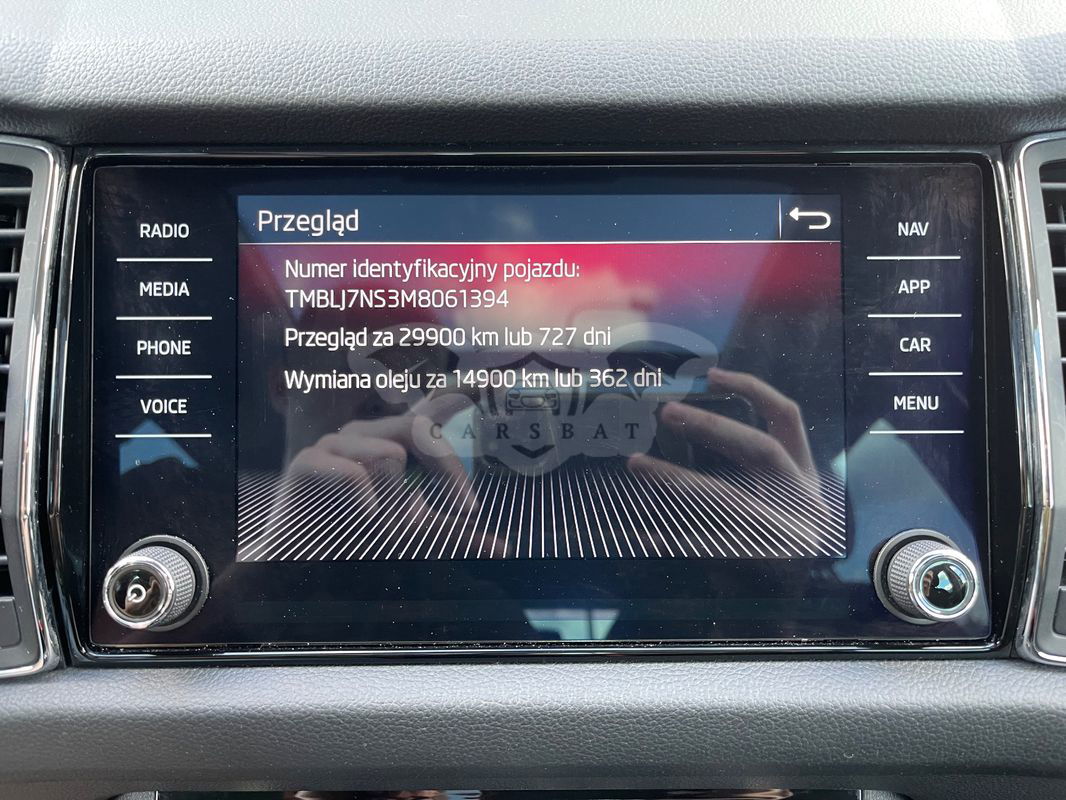 Przegląd
RADIO
MEDIA
PHONE
VOICE
Numer identyfikacyjny pojazdu:
TMBLJ7NS3M8061394
Przegląd za 29900 km lub 727 dni
Wymiana oleju za 14900 km lub 362 dni
CARSBAT
NAV
APP
CAR
MENU